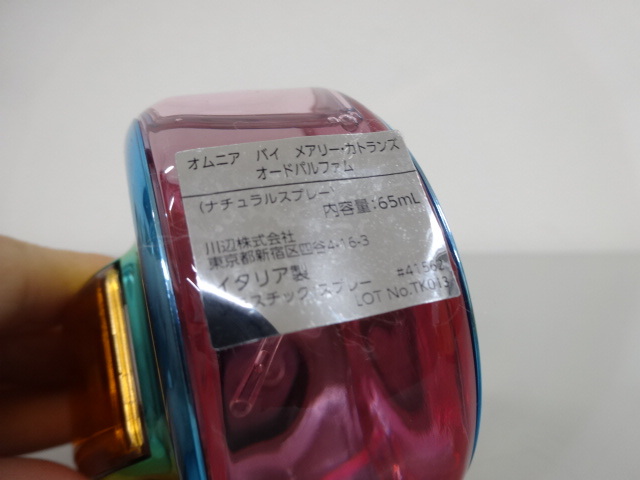 オムニア バイ メアリー・カトランズ
オードパルファム
(ナチュラルスプレー)
内容量:65mL
川辺株式会社
東京都新宿区四谷4-16-3
イタリア製
スチック スプレー
LOT No.TK013